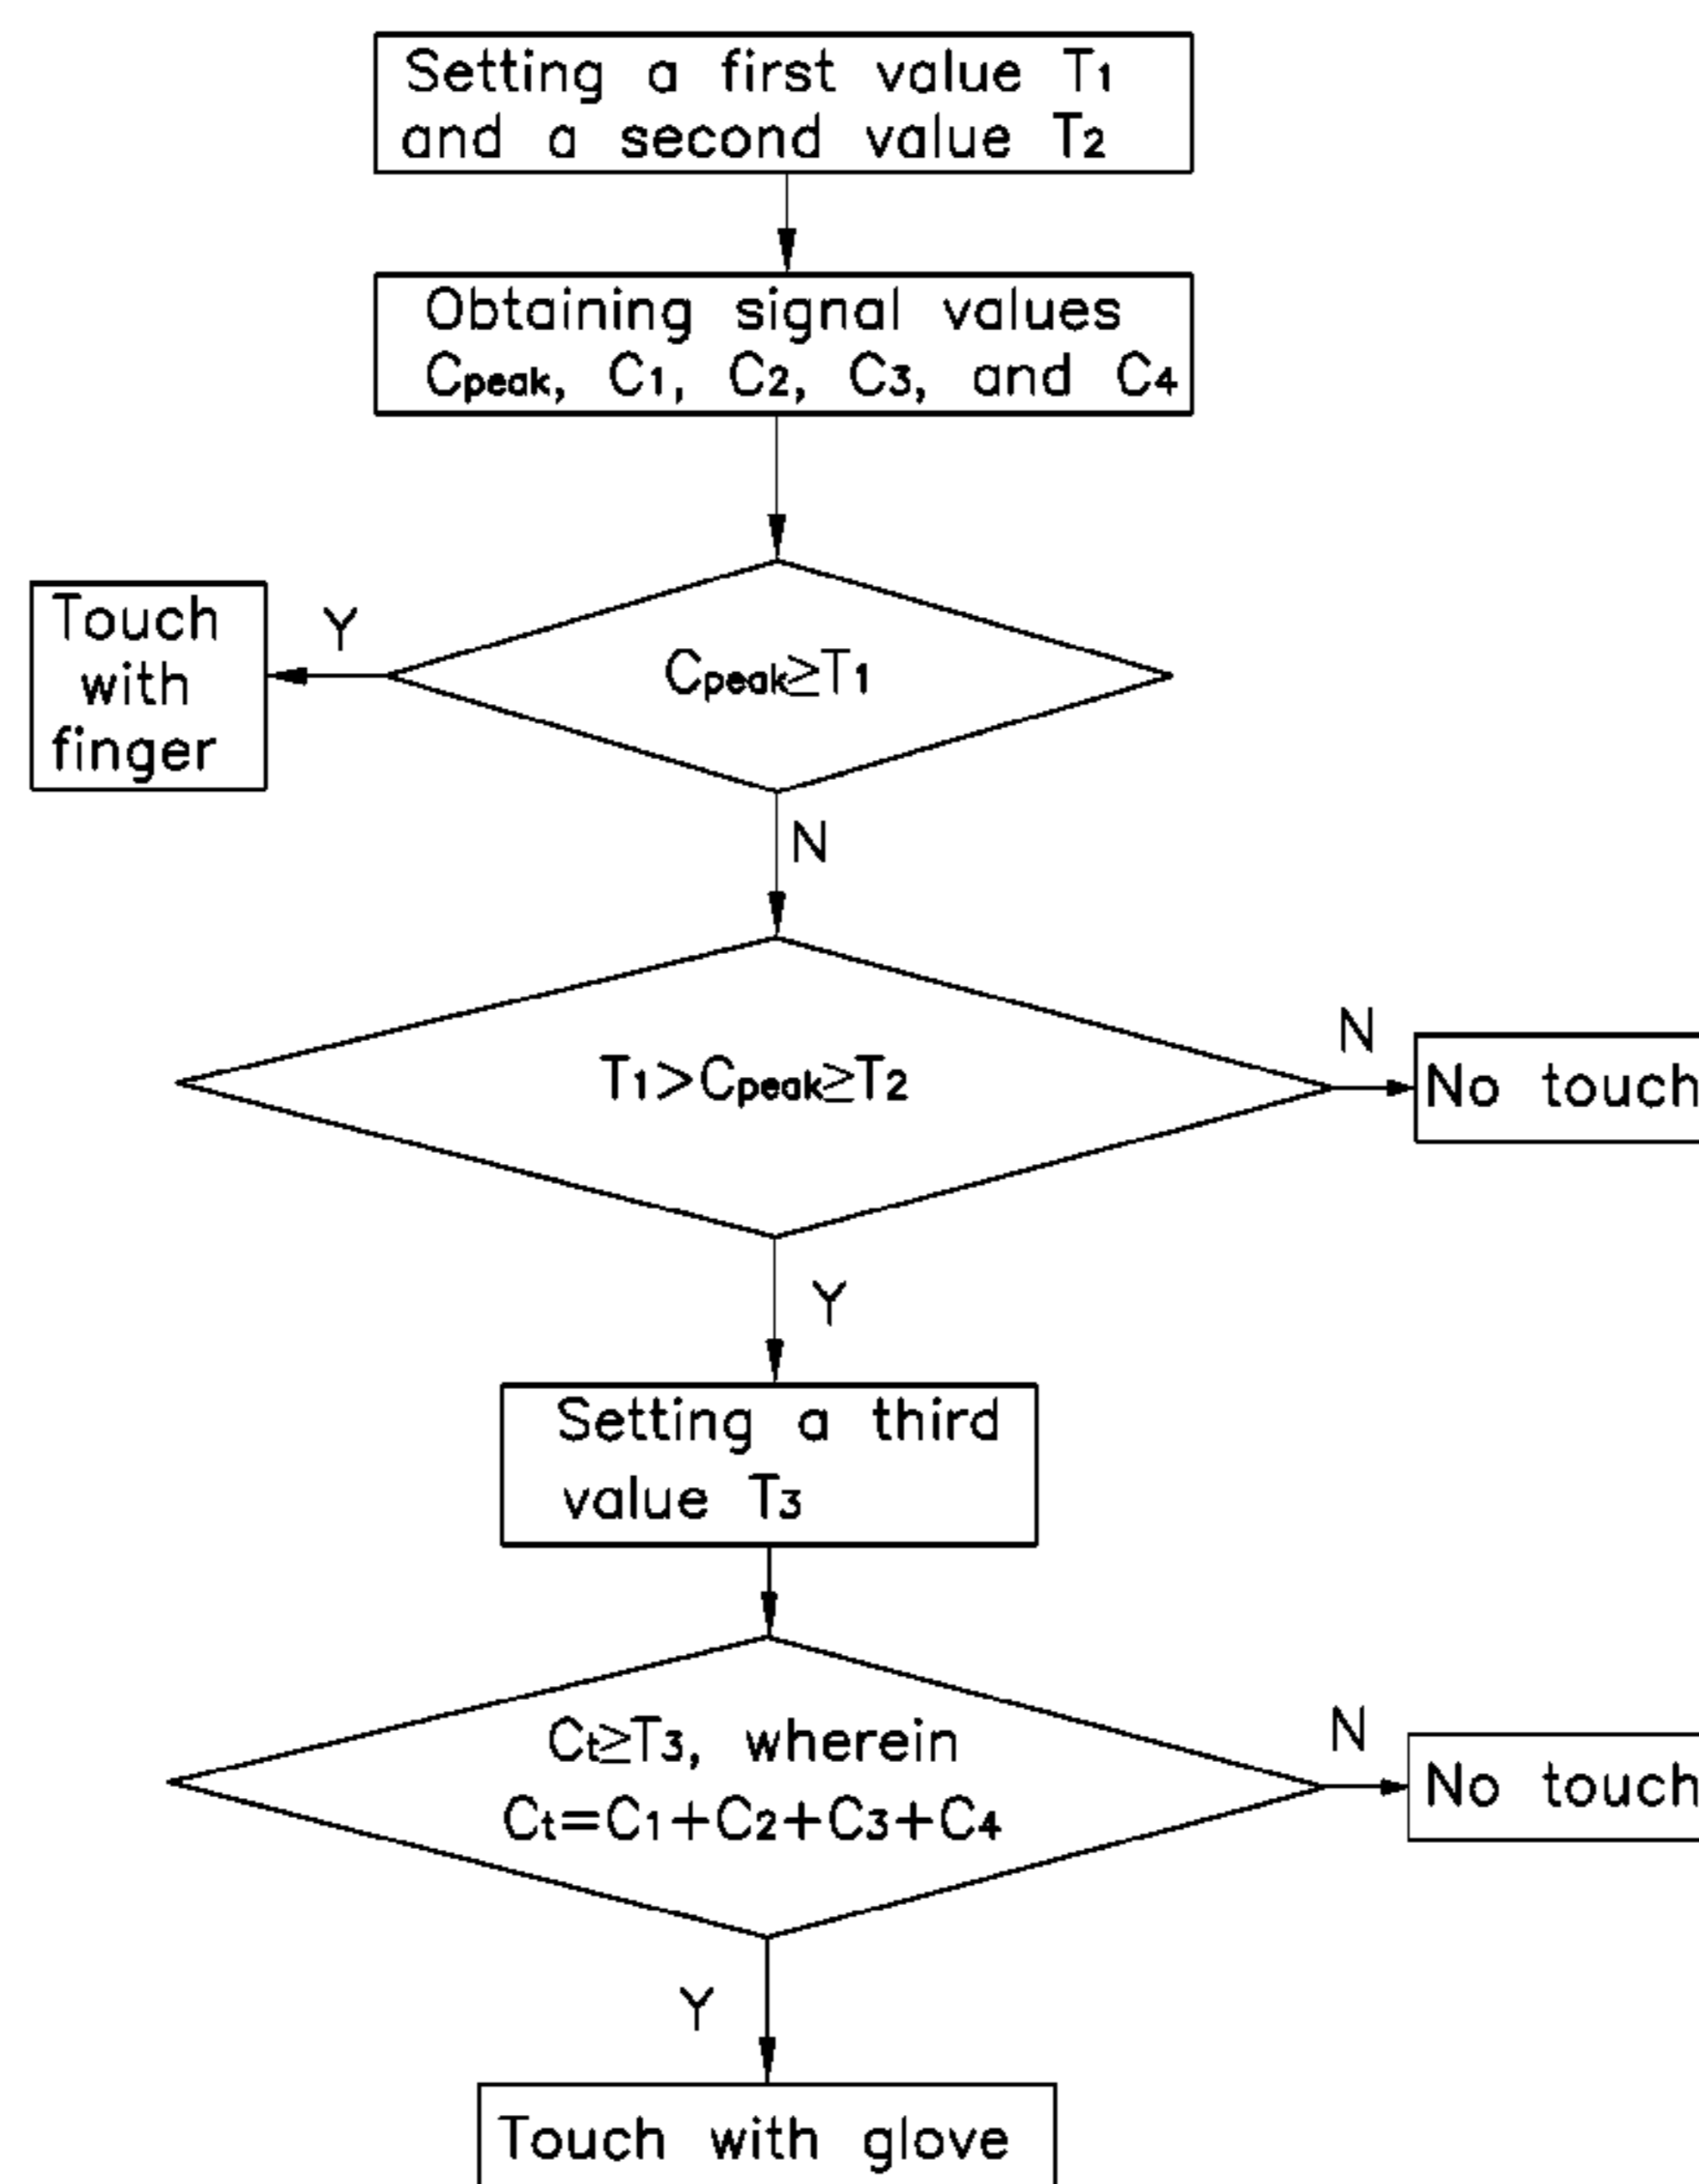 Setting a first value T1
and a second value T2
Obtaining signal values
Cpeak, C1, C2, C3, and C4
Touch
with
finger
Y
Cpeak≥T1
N
T1>Cpeak≥T2
N
No touch
Y
Setting a third
value T3
Ct≥T3, wherein
Ct=C1+C2+C3+C4
N
No touch
Y
Touch with glove